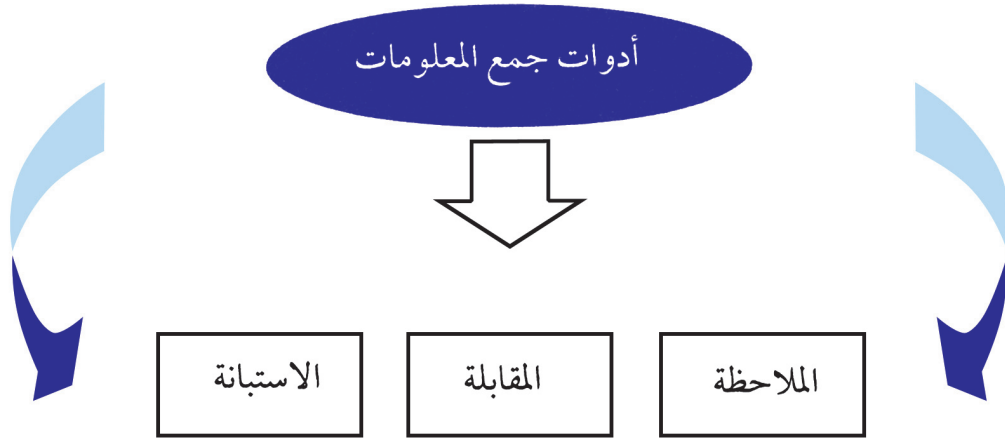 أدوات جمع المعلومات
الملاحظة
المقابلة
الاستبانة